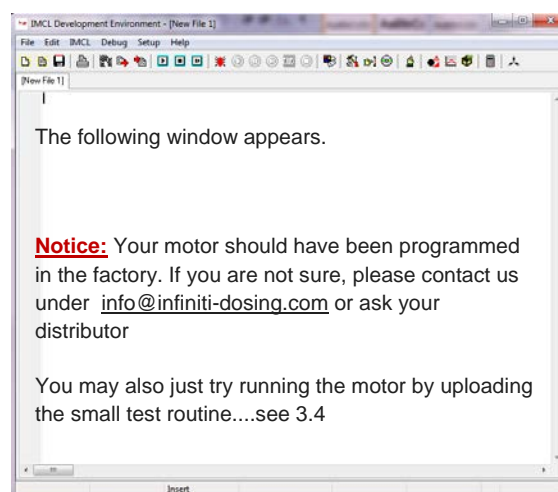 IMCL Development Environment - [New File 1]
File Edit IMCL Debug Setup Help
[New File 1]
The following window appears.
Notice: Your motor should have been programmed
in the factory. If you are not sure, please contact us
under info@infiniti-dosing.com or ask your
distributor
You may also just try running the motor by uploading
the small test routine....see 3.4
Insert